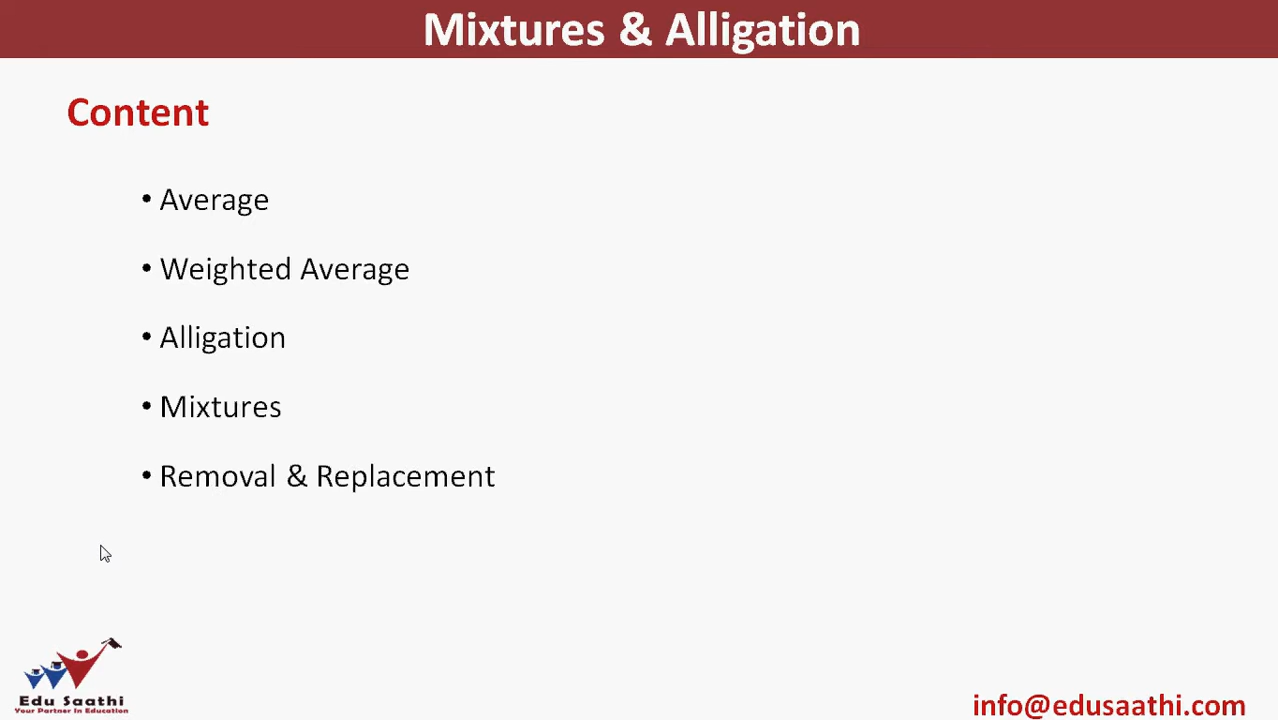 Mixtures & Alligation
Content
• Average
• Weighted Average
• Alligation
• Mixtures
• Removal & Replacement
Edu Saathi
Your Partner In Education
info@edusaathi.com